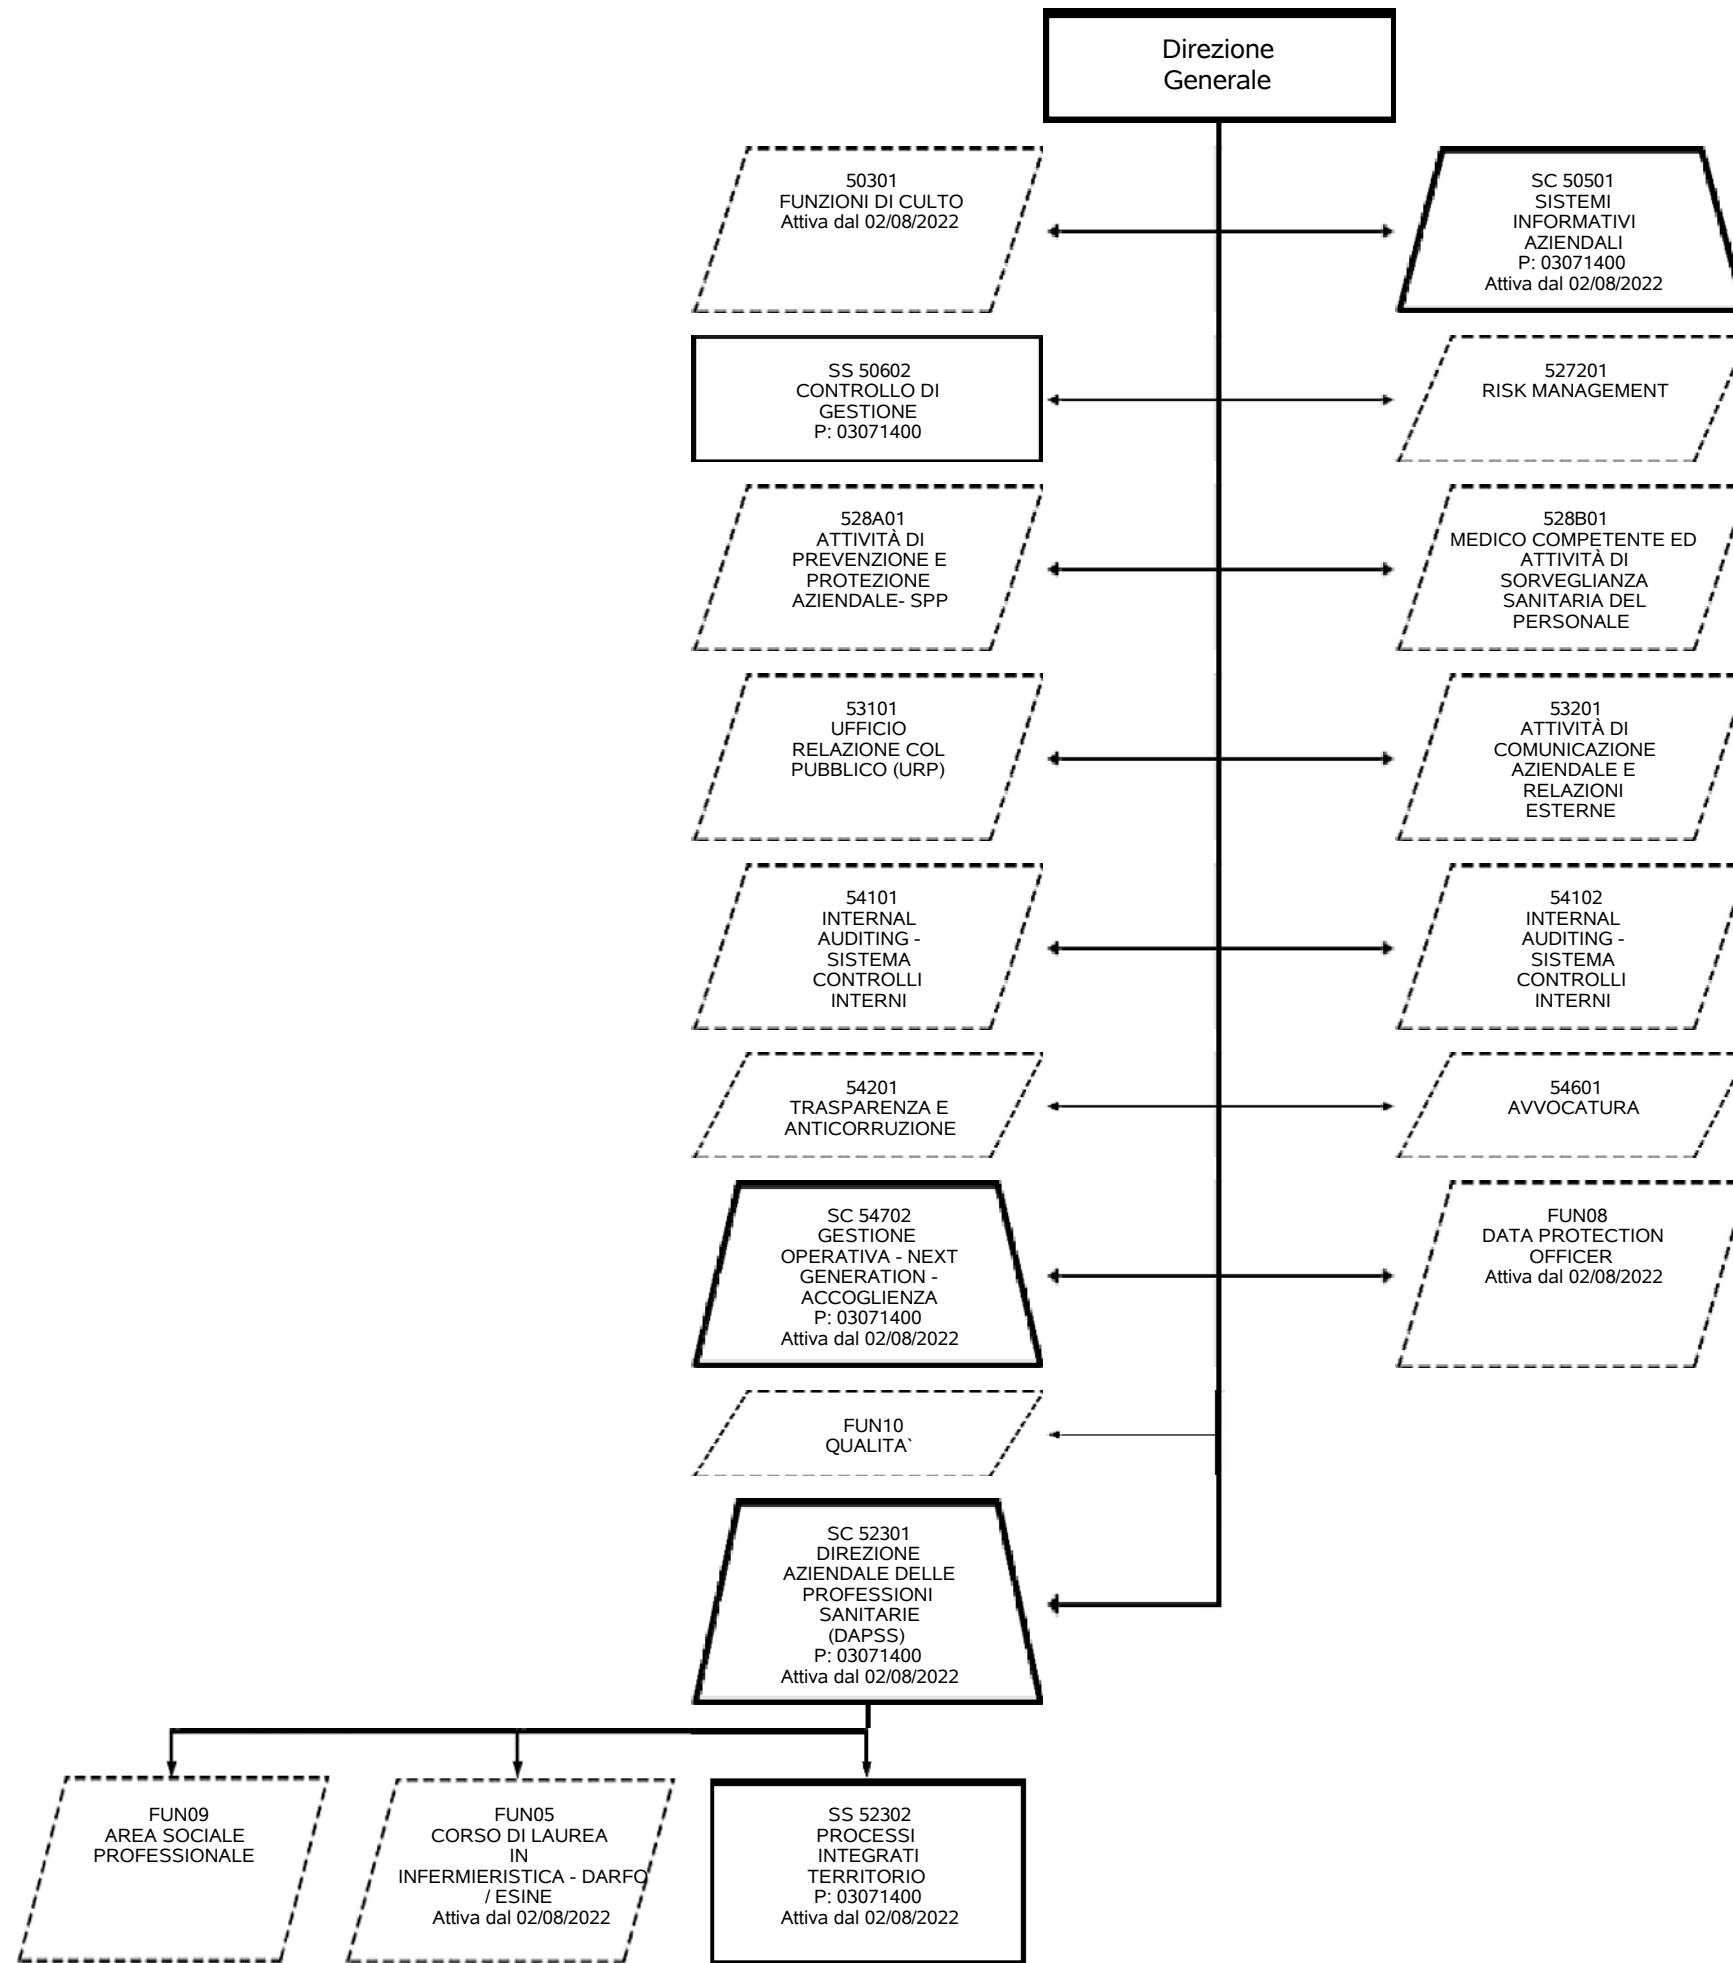 Direzione
Generale
50301
FUNZIONI DI CULTO
Attiva dal 02/08/2022
SC 50501
SISTEMI
INFORMATIVI
AZIENDALI
P: 03071400
Attiva dal 02/08/2022
SS 50602
CONTROLLO DI
GESTIONE
P: 03071400
527201
RISK MANAGEMENT
528A01
ATTIVITÀ DI
PREVENZIONE E
PROTEZIONE
AZIENDALE- SPP
528B01
MEDICO COMPETENTE ED
ATTIVITÀ DI
SORVEGLIANZA
SANITARIA DEL
PERSONALE
53101
UFFICIO
RELAZIONE COL
PUBBLICO (URP)
53201
ATTIVITÀ DI
COMUNICAZIONE
AZIENDALE E
RELAZIONI
ESTERNE
54101
INTERNAL
AUDITING -
SISTEMA
CONTROLLI
INTERNI
54102
INTERNAL
AUDITING -
SISTEMA
CONTROLLI
INTERNI
54201
TRASPARENZA E
ANTICORRUZIONE
54601
AVVOCATURA
SC 54702
GESTIONE
OPERATIVA - NEXT
GENERATION -
ACCOGLIENZA
P: 03071400
Attiva dal 02/08/2022
FUN08
DATA PROTECTION
OFFICER
Attiva dal 02/08/2022
FUN10
QUALITA`
SC 52301
DIREZIONE
AZIENDALE DELLE
PROFESSIONI
SANITARIE
(DAPSS)
P: 03071400
Attiva dal 02/08/2022
FUN09
AREA SOCIALE
PROFESSIONALE
FUN05
CORSO DI LAUREA
IN
INFERMIERISTICA - DARFO
/ ESINE
Attiva dal 02/08/2022
SS 52302
PROCESSI
INTEGRATI
TERRITORIO
P: 03071400
Attiva dal 02/08/2022